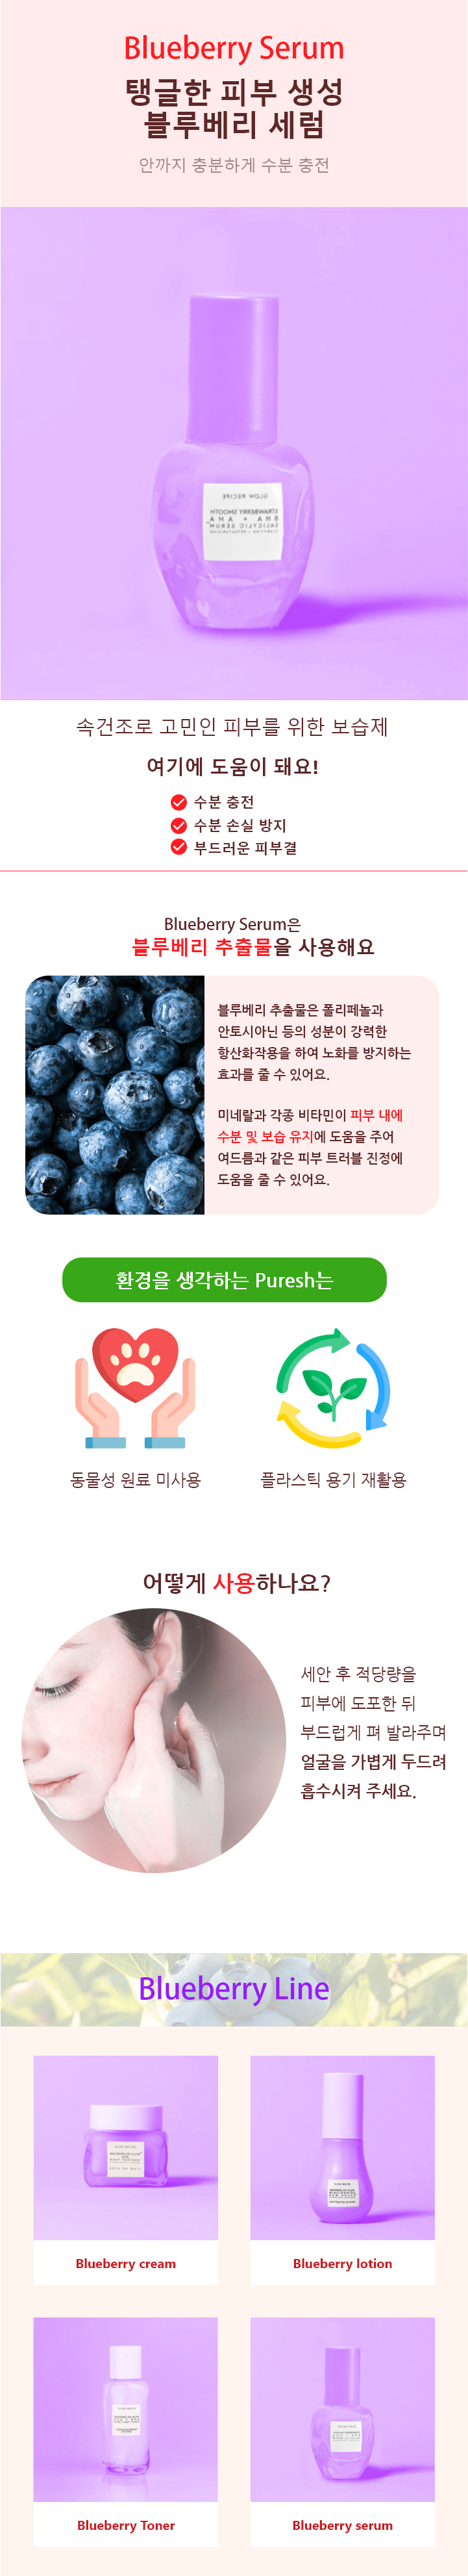 Blueberry Serum
탱글한 피부 생성
블루베리 세럼
안까지 충분하게 수분 충전
GLOW RECIPE
STRAWBERRY SMOOTH
BHA + AHA
SALICYLIC SERUM
속건조로 고민인 피부를 위한 보습제
여기에 도움이 돼요!
수분 충전
수분 손실 방지
부드러운 피부결
Blueberry Serum은
블루베리 추출물을 사용해요
블루베리 추출물은 폴리페놀과
안토시아닌 등의 성분이 강력한
항산화작용을 하여 노화를 방지하는
효과를 줄 수 있어요.
미네랄과 각종 비타민이 피부 내에
수분 및 보습 유지에 도움을 주어
여드름과 같은 피부 트러블 진정에
도움을 줄 수 있어요.
환경을 생각하는 Puresh는
동물성 원료 미사용
플라스틱 용기 재활용
어떻게 사용하나요?
세안 후 적당량을
피부에 도포한 뒤
부드럽게 펴 발라주며
얼굴을 가볍게 두드려
흡수시켜 주세요.
Blueberry Line
Blueberry cream
Blueberry lotion
Blueberry Toner
Blueberry serum